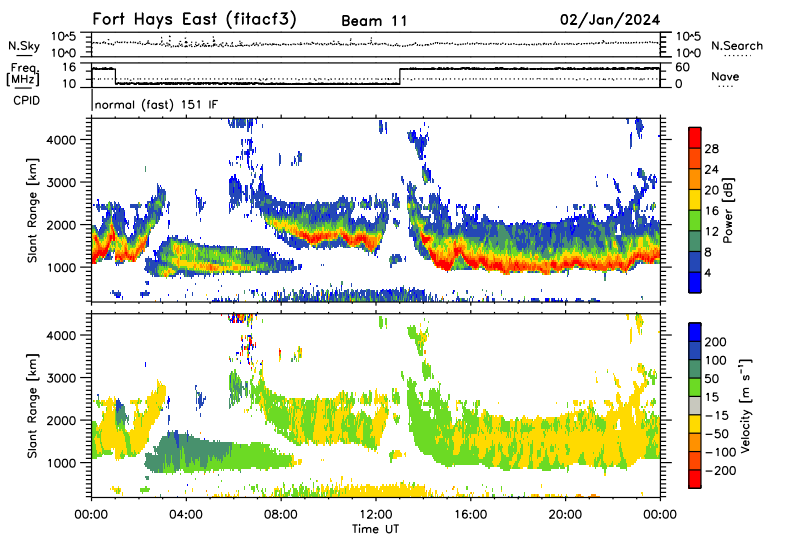 Fort Hays East (fitacf3) Beam 11 02/Jan/2024
N.Sky 10^5 10^0 10^5 10^0 N.Search
Freq. [MHz] 16 10 60 0 Nave
CPID normal (fast) 151 IF
Slant Range [km] 4000 3000 2000 1000
Power [dB] 28 24 20 16 12 8 4
Slant Range [km] 4000 3000 2000 1000
Velocity [m s⁻¹] 200 100 50 15 −15 −50 −100 −200
00:00 04:00 08:00 12:00 16:00 20:00 00:00
Time UT